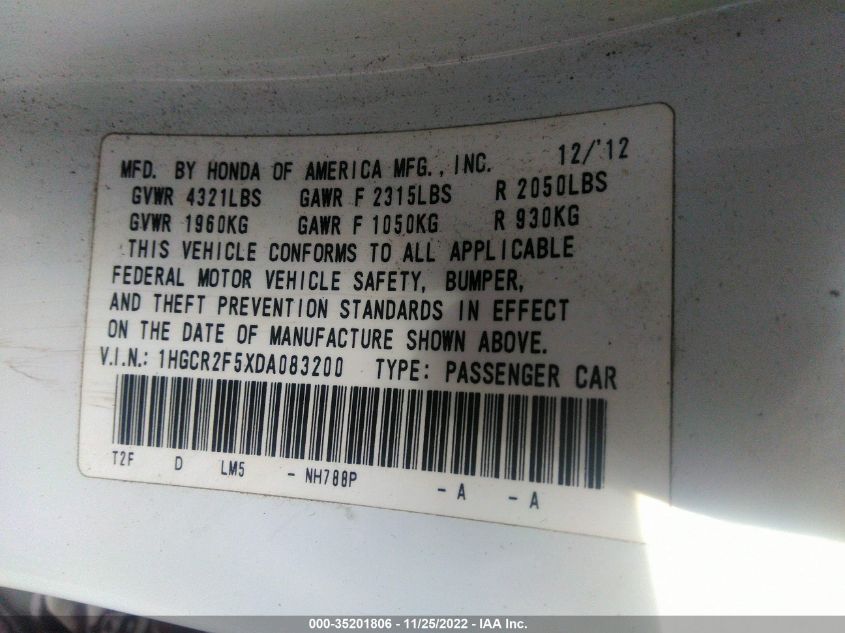 MFD. BY HONDA OF AMERICA MFG., INC. 12/'12
GVWR 4321LBS GAWR F 2315LBS R 2050LBS
GVWR 1960KG GAWR F 1050KG R 930KG
THIS VEHICLE CONFORMS TO ALL APPLICABLE
FEDERAL MOTOR VEHICLE SAFETY, BUMPER,
AND THEFT PREVENTION STANDARDS IN EFFECT
ON THE DATE OF MANUFACTURE SHOWN ABOVE.
V.I.N.: 1HGCR2F5XDA083200 TYPE: PASSENGER CAR
T2F D LM5 - NH788P - A - A
000-35201806 - 11/25/2022 - IAA Inc.